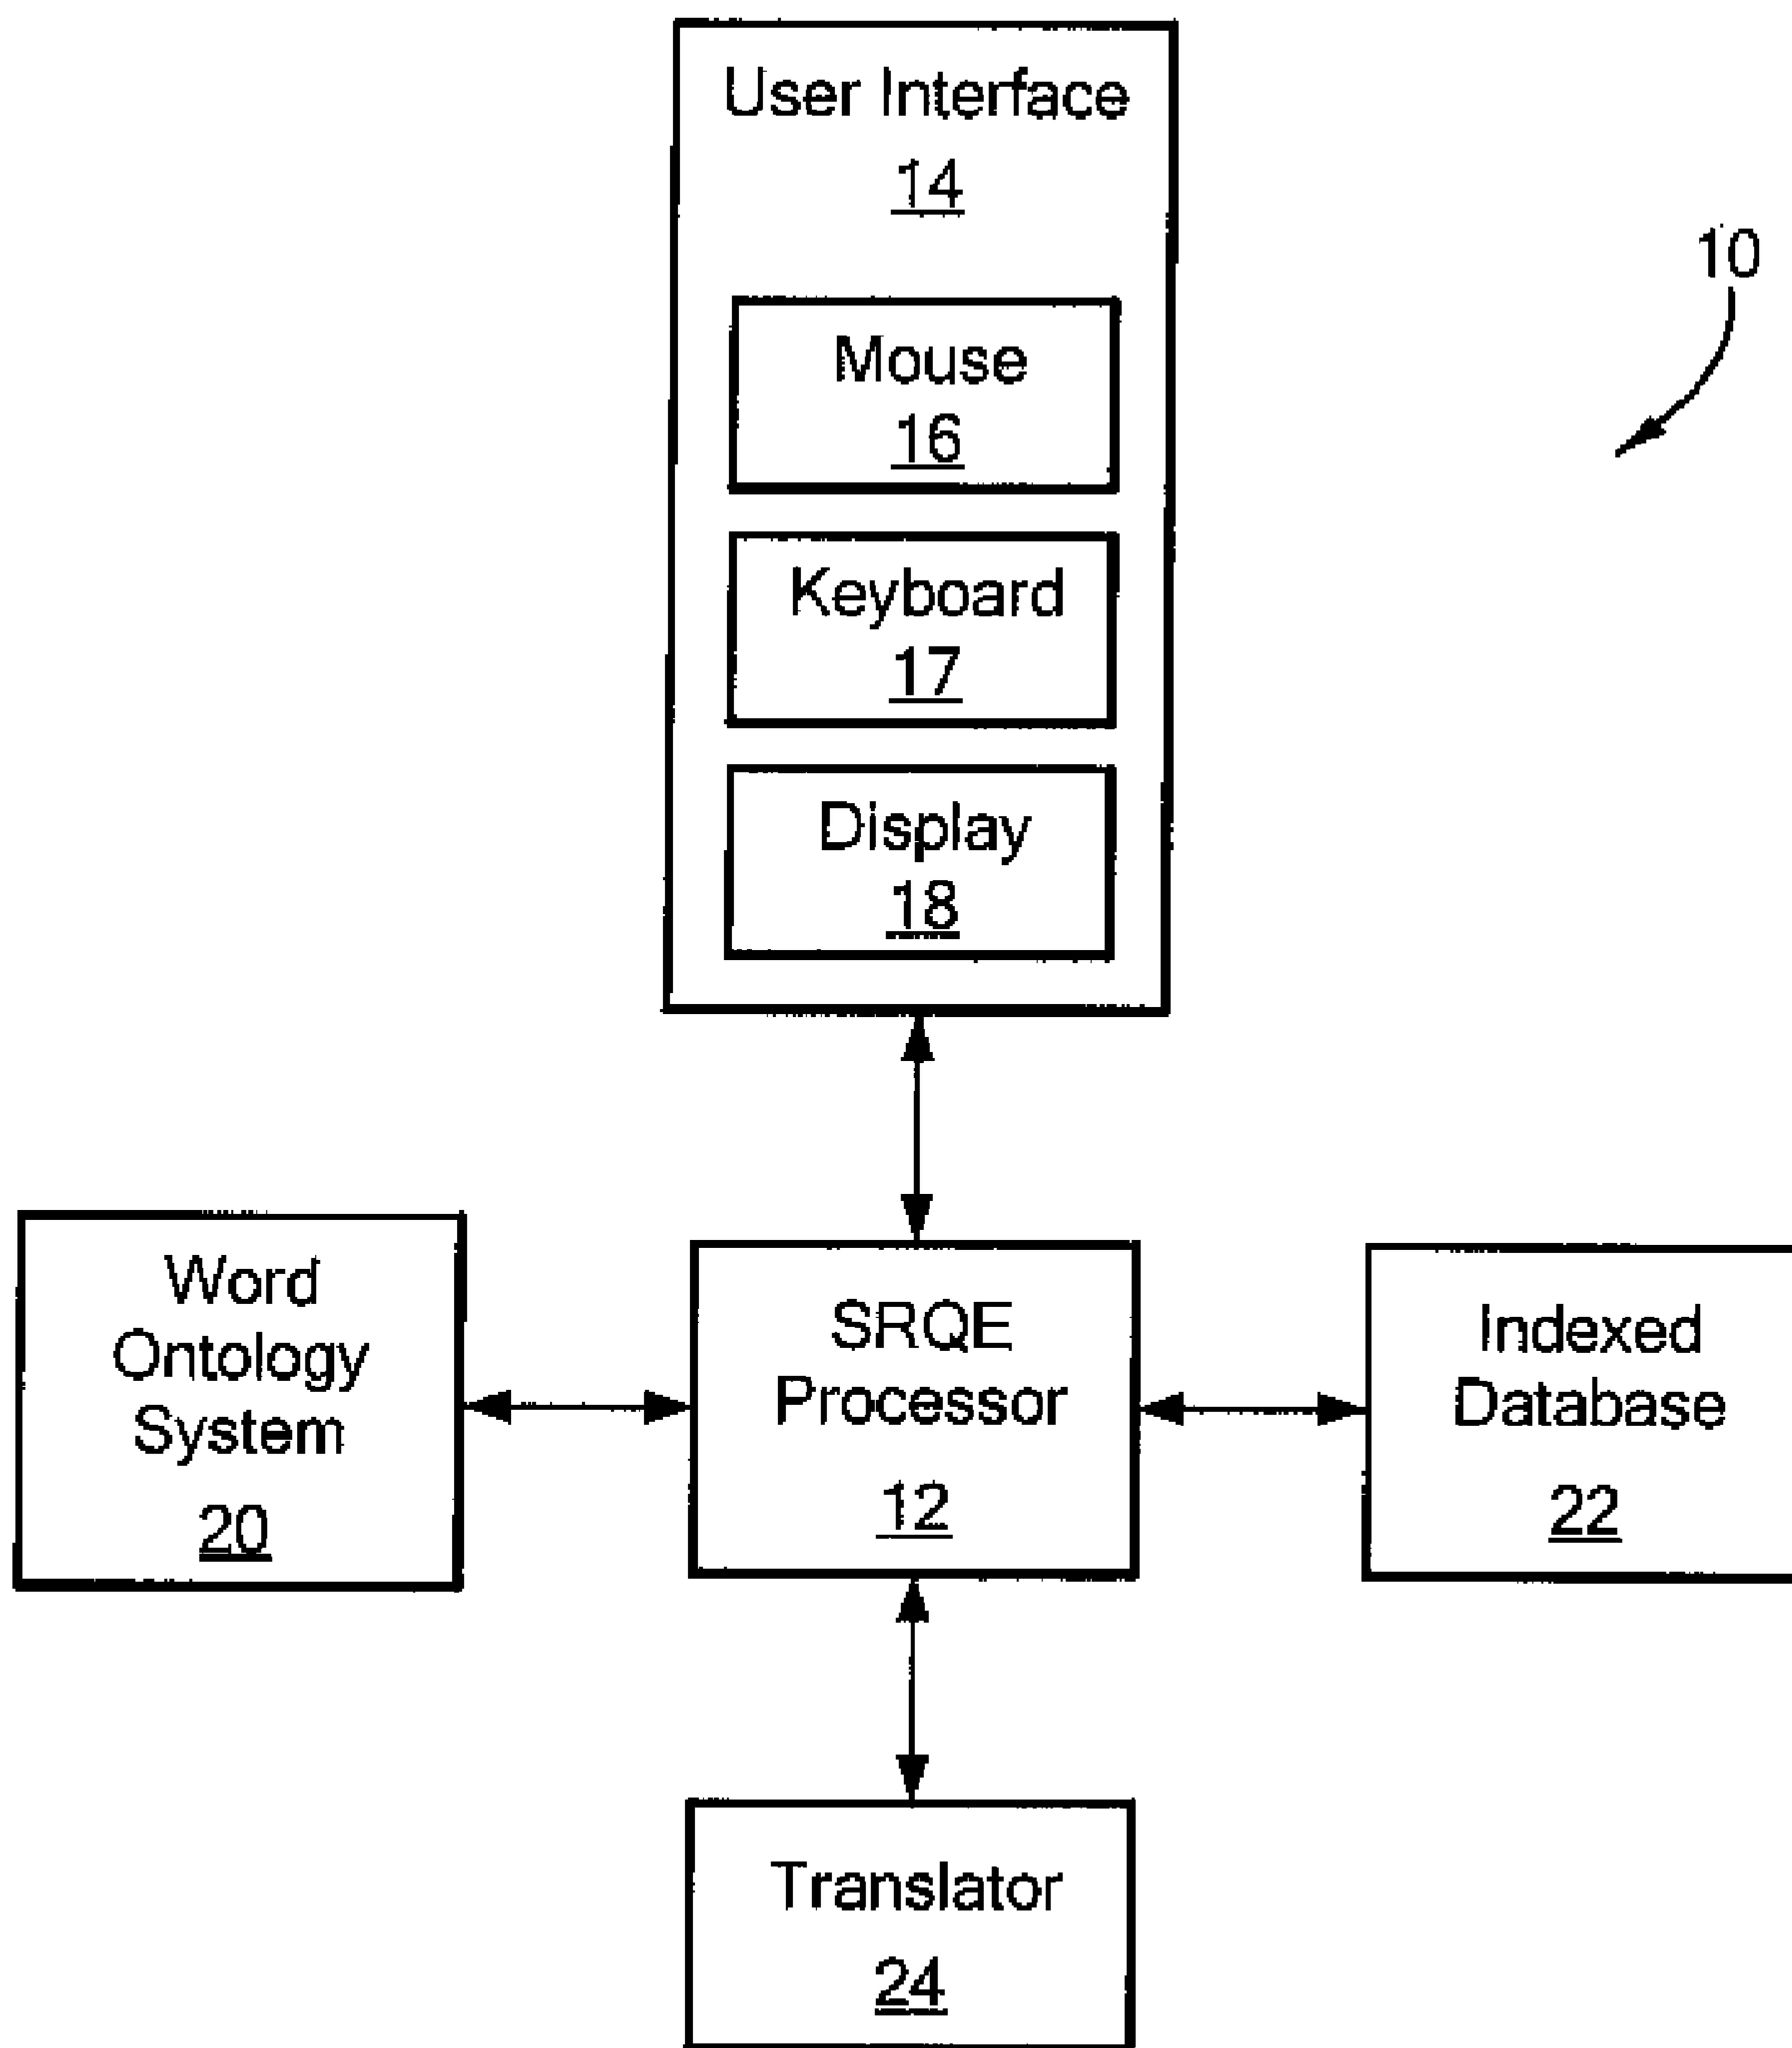 User Interface
14
10
Mouse
16
Keyboard
17
Display
18
Word
Ontology
System
20
SRQE
Processor
12
Indexed
Database
22
Translator
24